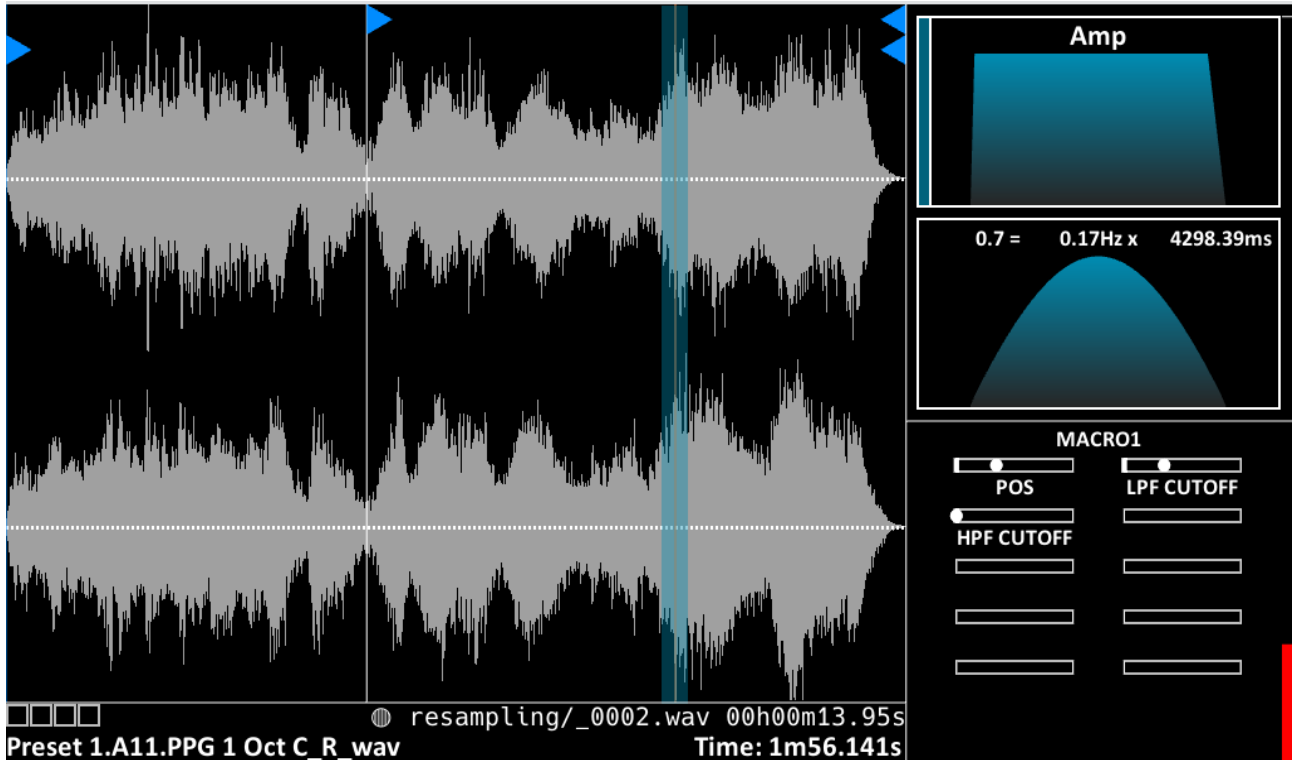 Amp
0.7 = 0.17Hz x 4298.39ms
MACRO1
POS LPF CUTOFF
HPF CUTOFF
resampling/_0002.wav 00h00m13.95s
Preset 1.A11.PPG 1 Oct C_R_wav Time: 1m56.141s